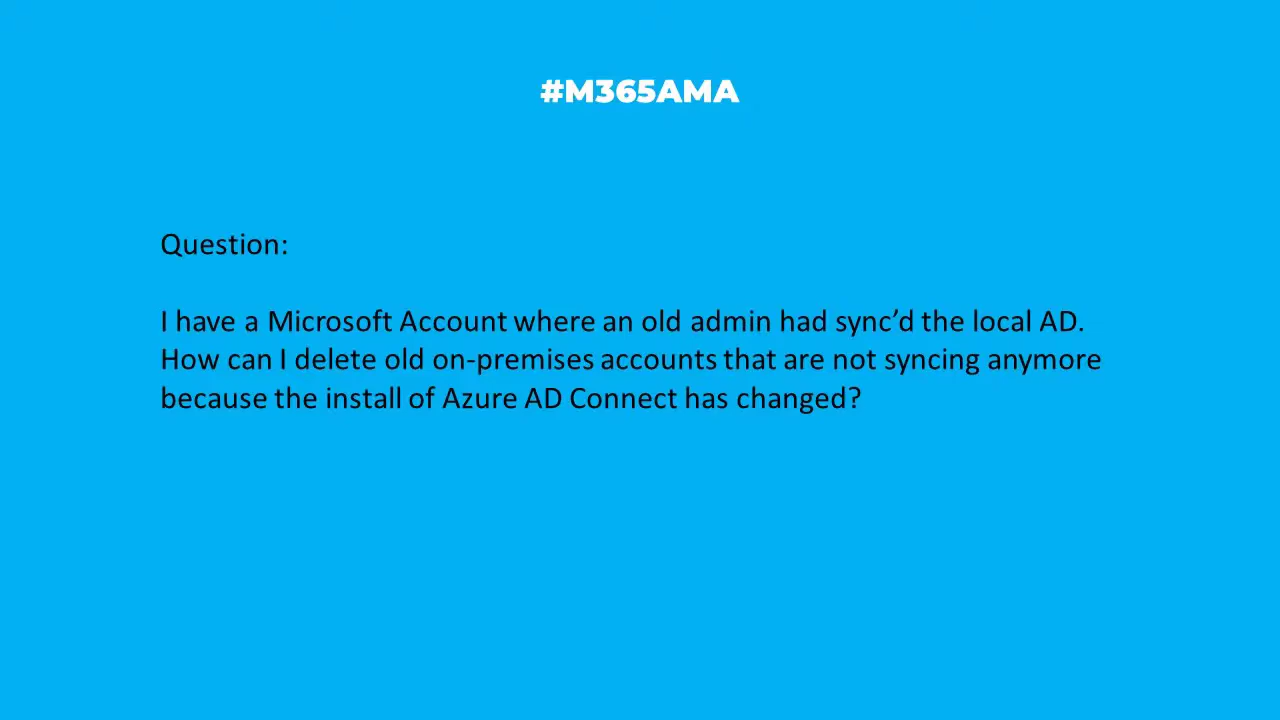 #M365AMA
Question:
I have a Microsoft Account where an old admin had sync’d the local AD.
How can I delete old on-premises accounts that are not syncing anymore
because the install of Azure AD Connect has changed?